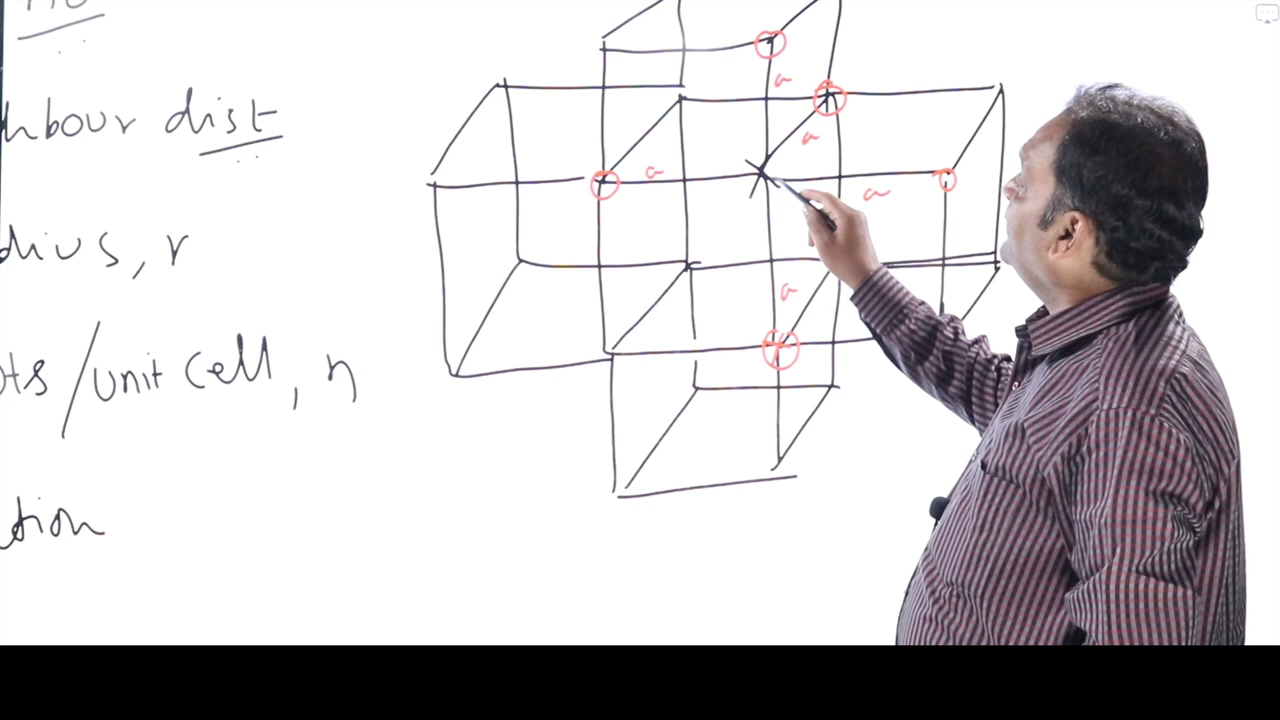 hbour dist
dius, r
ts/unit cell, n
tion
a
a
a
a
a